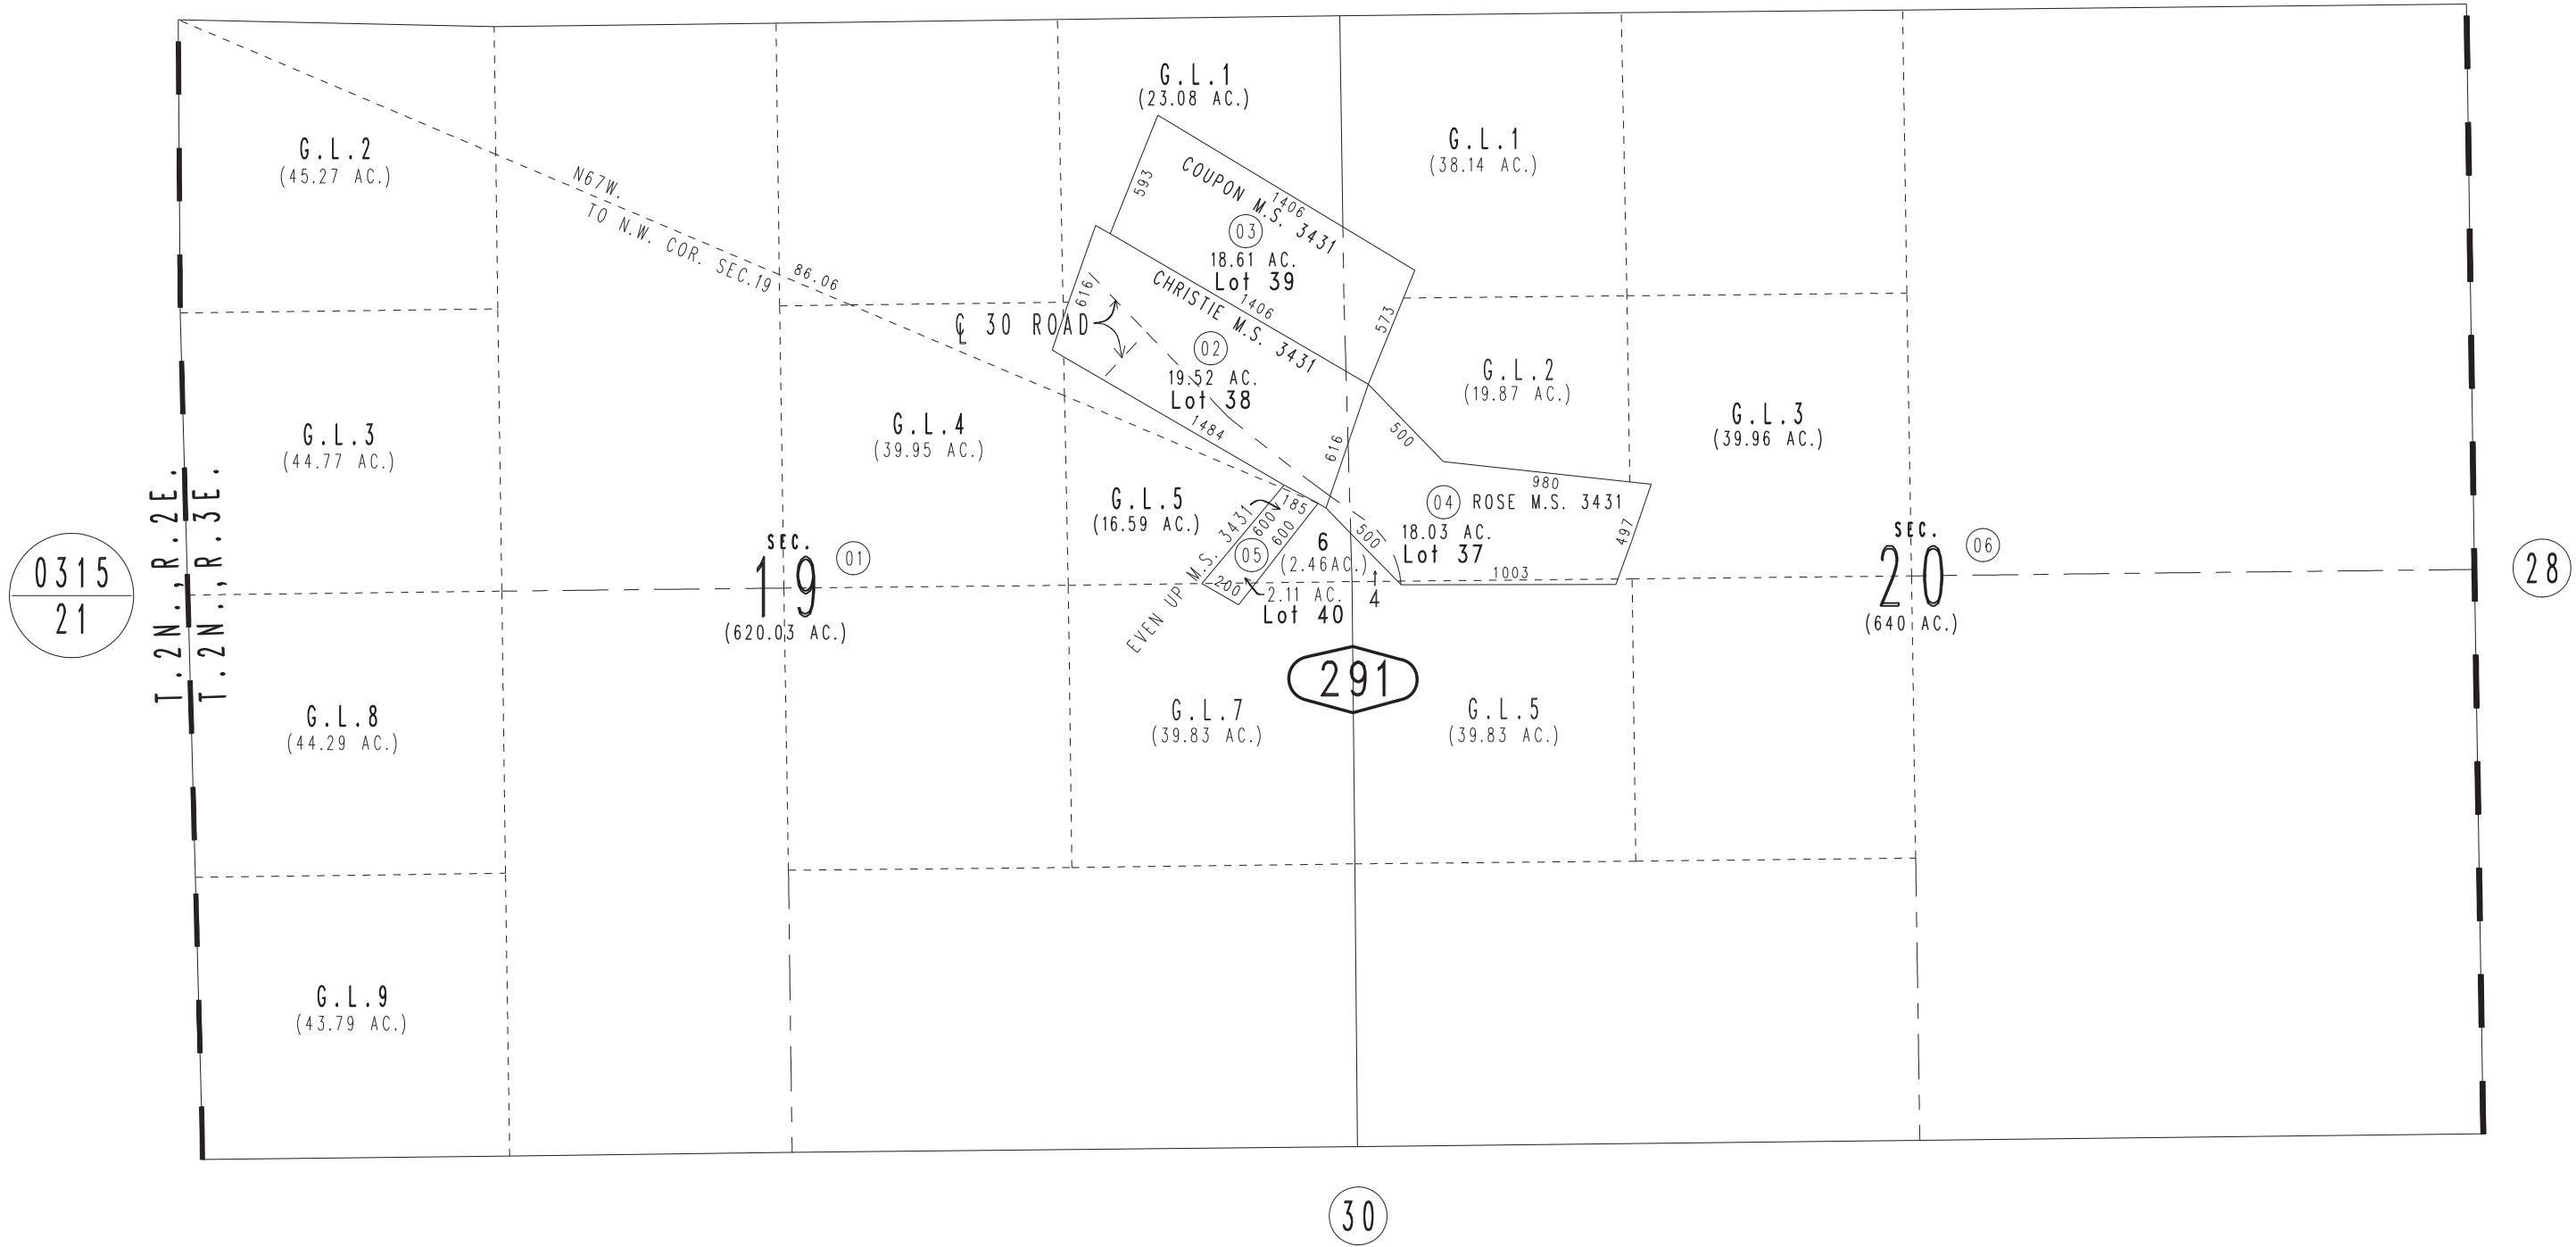 G.L.1
(23.08 AC.)
G.L.2
(45.27 AC.)
G.L.1
(38.14 AC.)
N67W.
TO N.W. COR. SEC.19
86.06
593
COUPON M.S. 3431
1406
03
18.61 AC.
Lot 39
616
CHRISTIE M.S. 3431
1406
573
℄ 30 ROAD
02
19.52 AC.
Lot 38
1484
616
500
G.L.2
(19.87 AC.)
G.L.3
(39.96 AC.)
G.L.3
(44.77 AC.)
G.L.4
(39.95 AC.)
G.L.5
(16.59 AC.)
980
04 ROSE M.S. 3431
18.03 AC.
Lot 37
497
1003
500
185
600
600
EVEN UP M.S. 3431
05
200
2.11 AC.
Lot 40
6
(2.46AC.)
4
T.2N.,R.2E.
T.2N.,R.3E.
0315
21
SEC.
19
01
(620.03 AC.)
SEC.
20
06
(640 AC.)
28
291
G.L.8
(44.29 AC.)
G.L.7
(39.83 AC.)
G.L.5
(39.83 AC.)
G.L.9
(43.79 AC.)
30